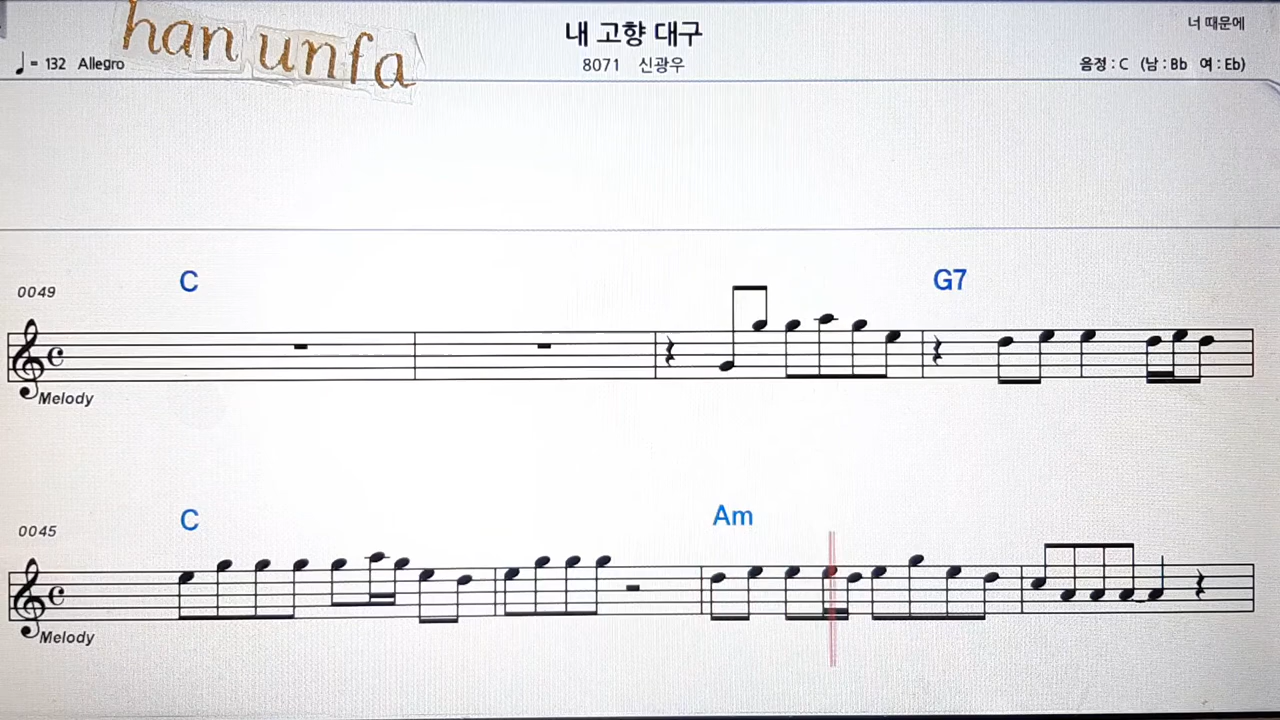 han unfa
내 고향 대구
너 때문에
♩= 132 Allegro
8071 신광우
음정 : C (남 : Bb 여 : Eb)
C
G7
0049
Melody
C
Am
0045
Melody